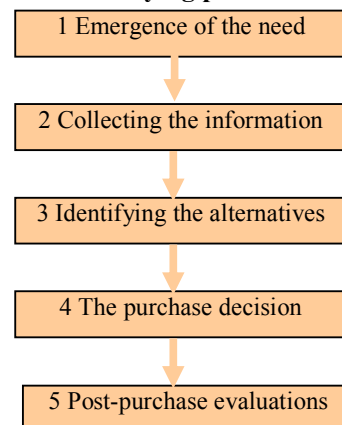 1 Emergence of the need
2 Collecting the information
3 Identifying the alternatives
4 The purchase decision
5 Post-purchase evaluations